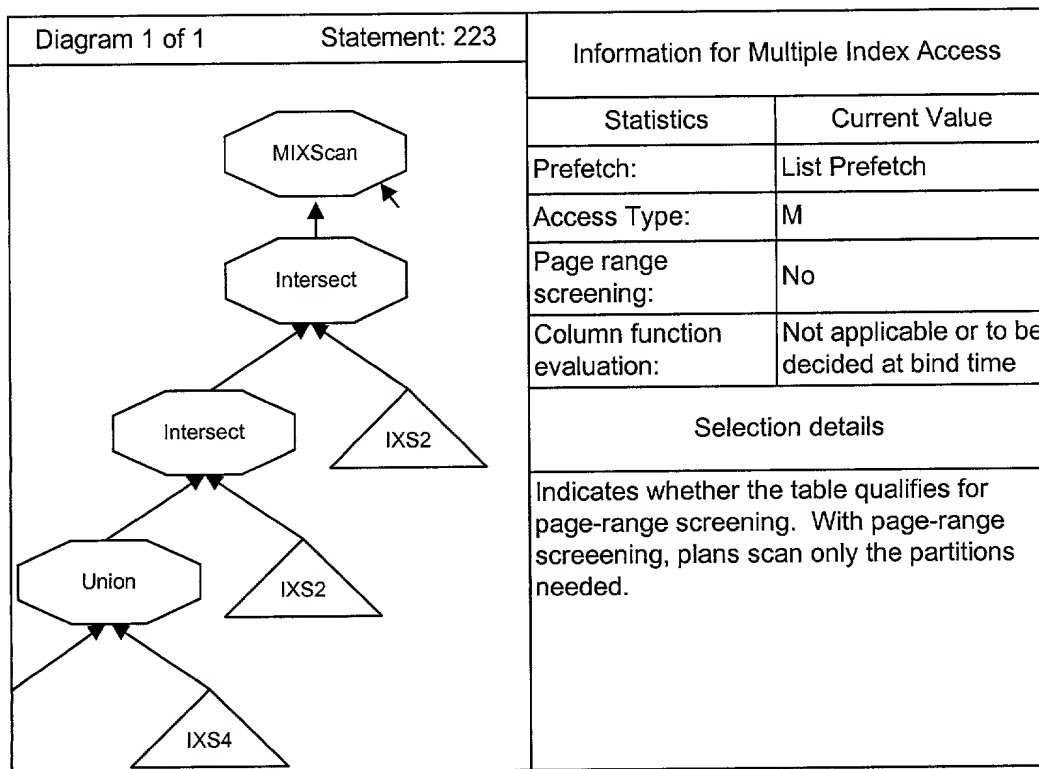 Diagram 1 of 1 Statement: 223
MIXScan
Intersect
Intersect
IXS2
Union
IXS2
IXS4
Information for Multiple Index Access
Statistics Current Value
Prefetch: List Prefetch
Access Type: M
Page range
screening: No
Column function
evaluation: Not applicable or to be
decided at bind time
Selection details
Indicates whether the table qualifies for
page-range screening. With page-range
screeening, plans scan only the partitions
needed.